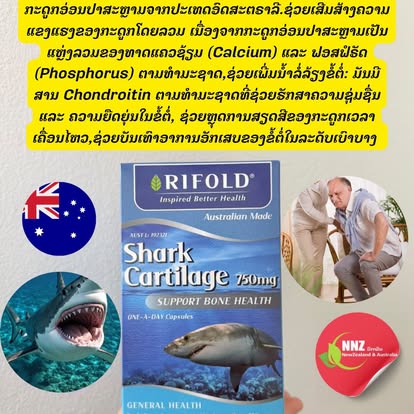 ກະດູກອ່ອນປາສະຫຼາມຈາກປະເທດອົດສະຕຣາລີ.ຊ່ວຍເສີມສ້າງຄວາມ
ແຂງແຮງຂອງກະດູກໂດຍລວມ ເນື່ອງຈາກກະດູກອ່ອນປາສະຫຼາມເປັນ
ແຫຼ່ງລວມຂອງທາດແຄວຊ້ຽມ (Calcium) ແລະ ຟອສຟໍຣັດ
(Phosphorus) ຕາມທຳມະຊາດ,ຊ່ວຍເພີ່ມນ້ຳລໍ່ລ້ຽງຂໍ້ຕໍ່: ມັນມີ
ສານ Chondroitin ຕາມທຳມະຊາດທີ່ຊ່ວຍຮັກສາຄວາມຊຸ່ມຊື່ນ
ແລະ ຄວາມຍືດຍຸ່ນໃນຂໍ້ຕໍ່, ຊ່ວຍຫຼຸດການສຽດສີຂອງກະດູກເວລາ
ເຄື່ອນໄຫວ,ຊ່ວຍບັນເທົາອາການອັກເສບຂອງຂໍ້ຕໍ່ໃນລະດັບເບົາບາງ
RIFOLD®
Inspired Better Health
Australian Made
AUST L: 192321
Shark
Cartilage 750mg
SUPPORT BONE HEALTH
ONE-A-DAY Capsules
GENERAL HEALTH
NNZ
NewZealand & Australia